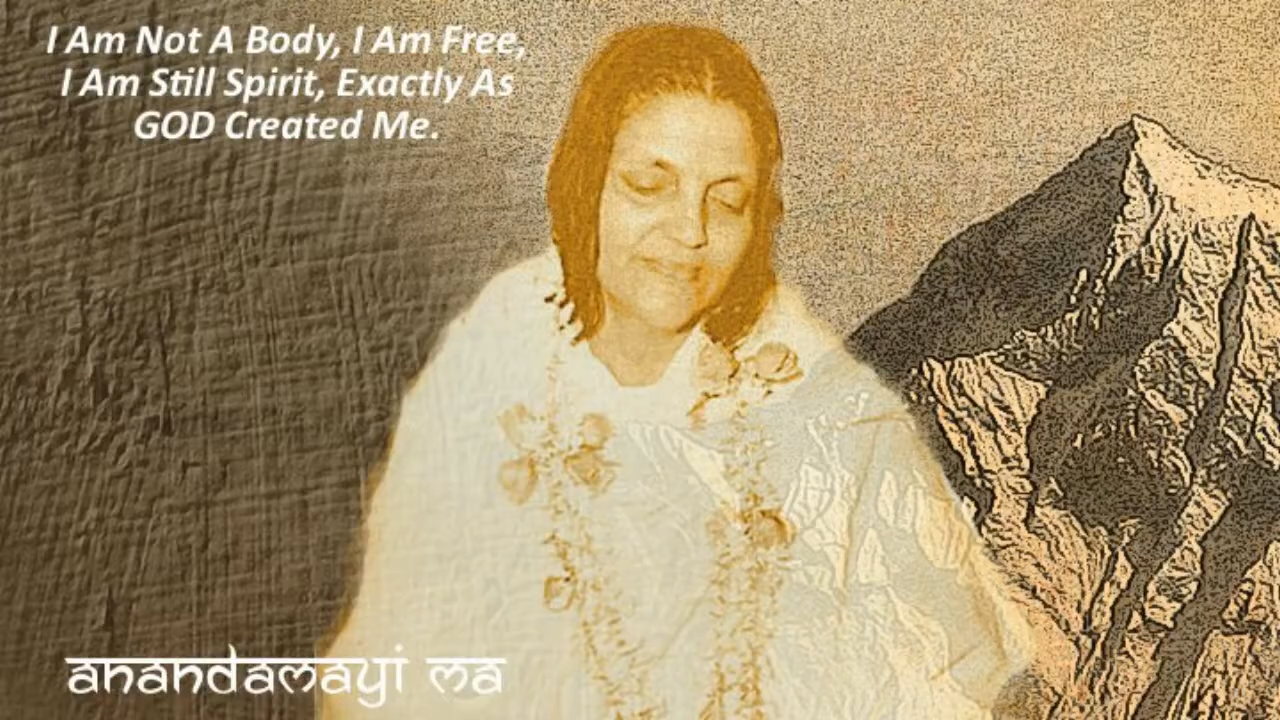 I Am Not A Body, I Am Free,
I Am Still Spirit, Exactly As
GOD Created Me.
anandamayi ma